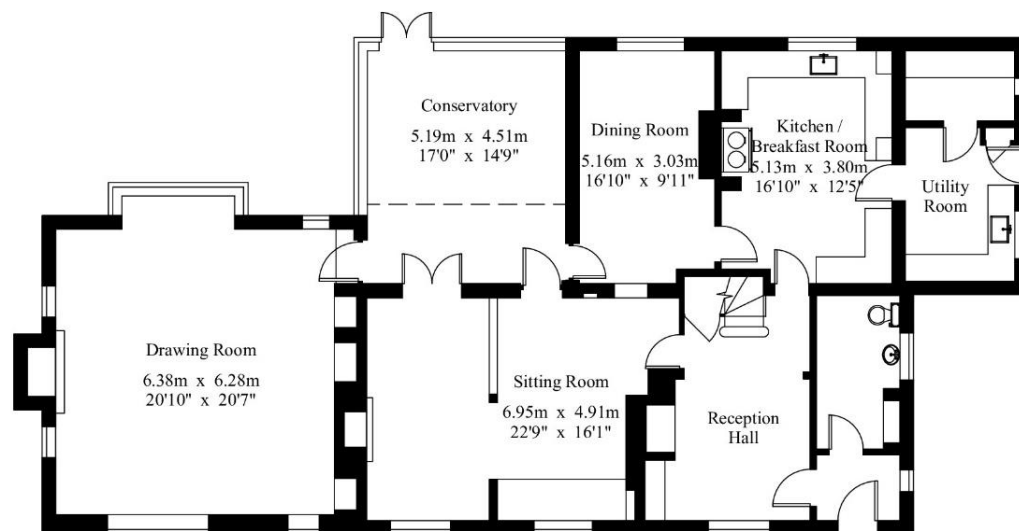 Conservatory
5.19m x 4.51m
17'0" x 14'9"
Dining Room
5.16m x 3.03m
16'10" x 9'11"
Kitchen /
Breakfast Room
5.13m x 3.80m
16'10" x 12'5"
Utility
Room
Drawing Room
6.38m x 6.28m
20'10" x 20'7"
Sitting Room
6.95m x 4.91m
22'9" x 16'1"
Reception
Hall